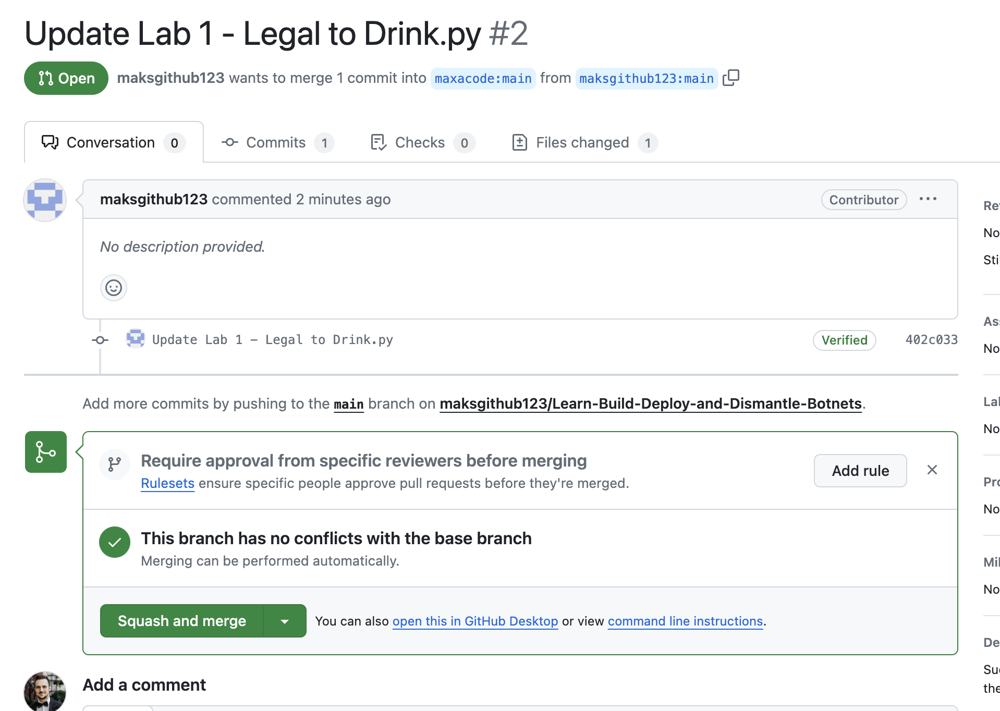 Update Lab 1 - Legal to Drink.py #2
Open maksgithub123 wants to merge 1 commit into maxacode:main from maksgithub123:main
Conversation 0 Commits 1 Checks 0 Files changed 1
maksgithub123 commented 2 minutes ago Contributor
No description provided.
Update Lab 1 - Legal to Drink.py Verified 402c033
Add more commits by pushing to the main branch on maksgithub123/Learn-Build-Deploy-and-Dismantle-Botnets.
Require approval from specific reviewers before merging
Rulesets ensure specific people approve pull requests before they're merged.
Add rule
This branch has no conflicts with the base branch
Merging can be performed automatically.
Squash and merge You can also open this in GitHub Desktop or view command line instructions.
Add a comment
Re
No
Sti
As
No
La
No
Pro
No
Mil
No
De
Su
the